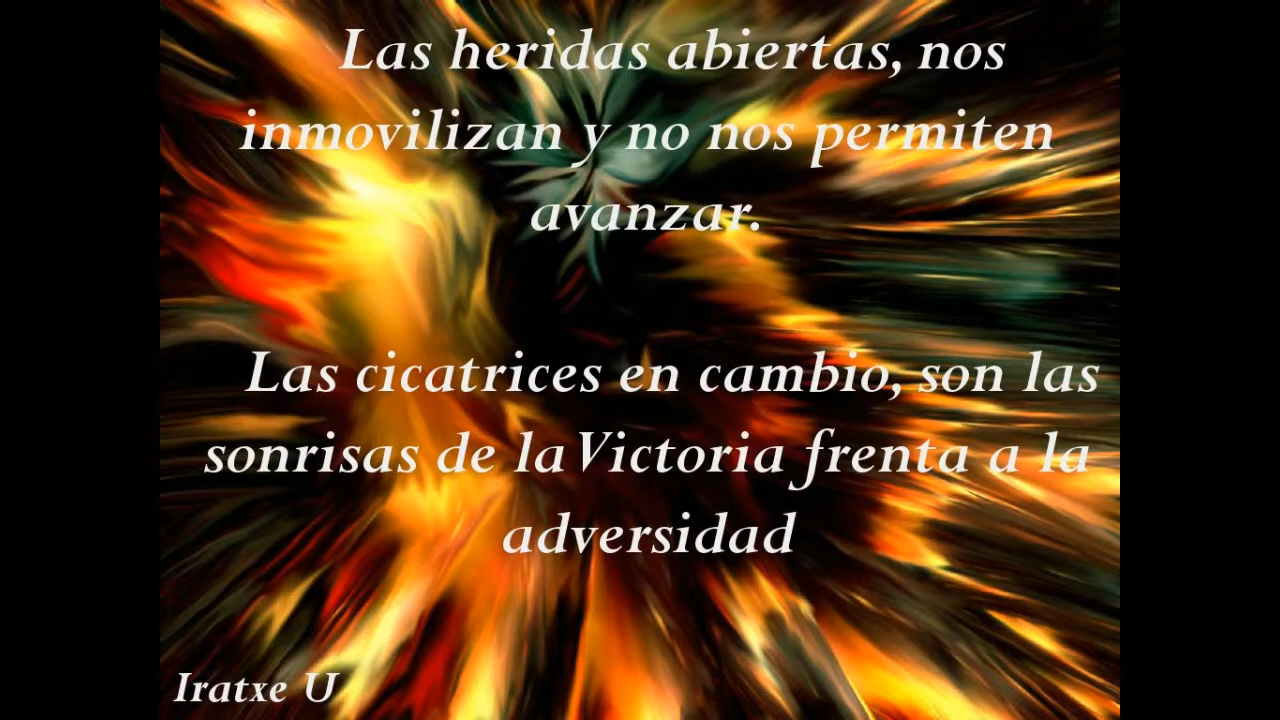 Las heridas abiertas, nos
inmovilizan y no nos permiten
avanzar.
Las cicatrices en cambio, son las
sonrisas de la Victoria frenta a la
adversidad
Iratxe U